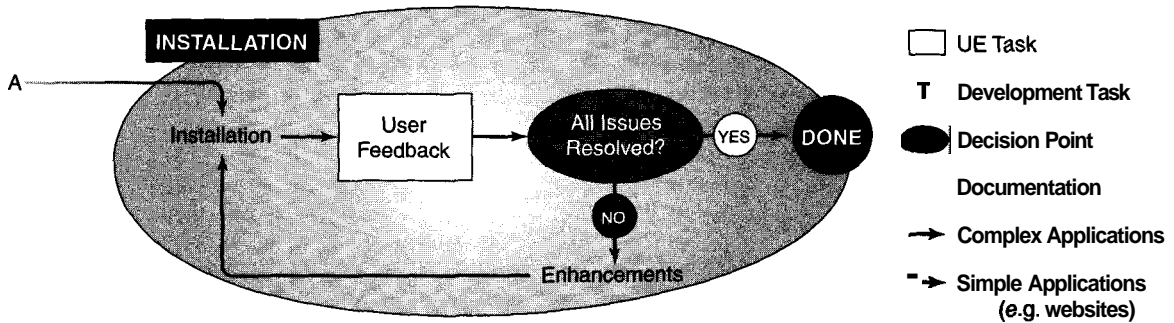 INSTALLATION
A
Installation
User
Feedback
All Issues
Resolved?
YES
DONE
NO
Enhancements
UE Task
T Development Task
Decision Point
Documentation
Complex Applications
Simple Applications
(e.g. websites)